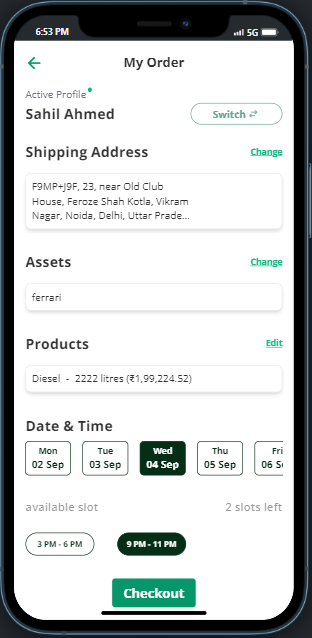 6:53 PM
5G
My Order
Active Profile
Sahil Ahmed
Switch
Shipping Address
Change
F9MP+J9F, 23, near Old Club
House, Feroze Shah Kotla, Vikram
Nagar, Noida, Delhi, Uttar Prade...
Assets
Change
ferrari
Products
Edit
Diesel - 2222 litres (₹1,99,224.52)
Date & Time
Mon
02 Sep
Tue
03 Sep
Wed
04 Sep
Thu
05 Sep
Fri
06 S
available slot
2 slots left
3 PM - 6 PM
9 PM - 11 PM
Checkout